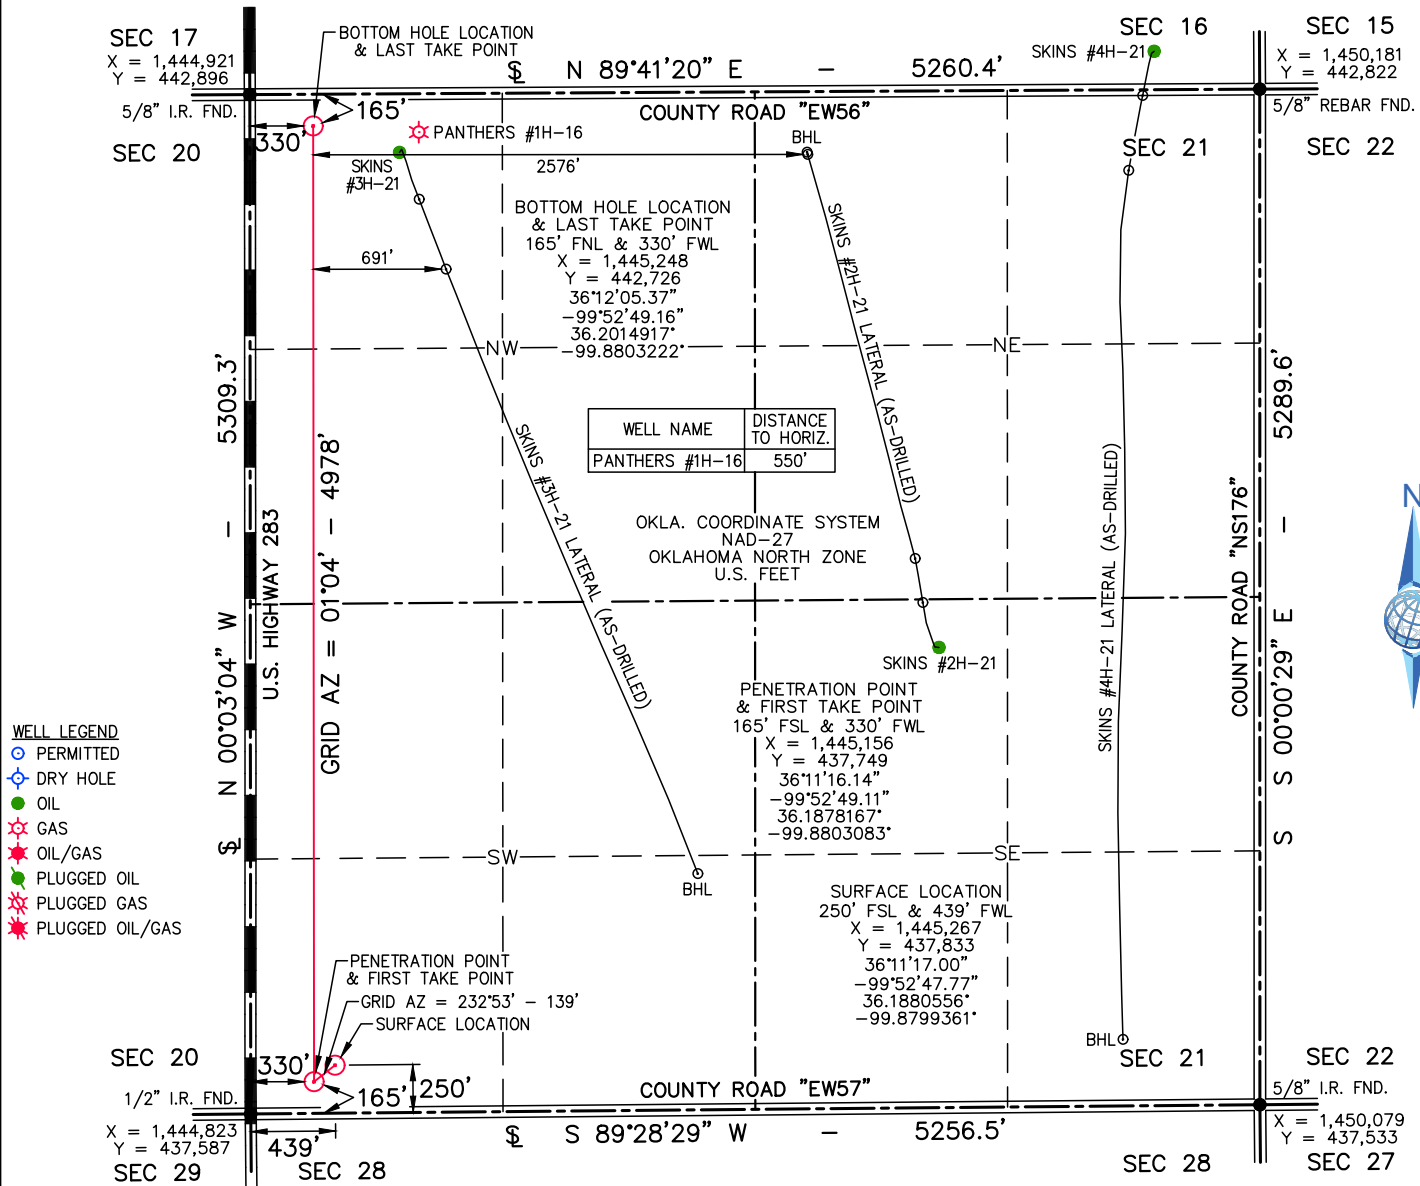 SEC 17
X = 1,444,921
Y = 442,896
5/8" I.R. FND.
SEC 20
BOTTOM HOLE LOCATION
& LAST TAKE POINT
℄ N 89°41'20" E - 5260.4'
COUNTY ROAD "EW56"
SEC 16
SKINS #4H-21
SEC 15
X = 1,450,181
Y = 442,822
5/8" REBAR FND.
SEC 21
SEC 22
165'
330'
PANTHERS #1H-16
SKINS
#3H-21
2576'
BHL
691'
BOTTOM HOLE LOCATION
& LAST TAKE POINT
165' FNL & 330' FWL
X = 1,445,248
Y = 442,726
36°12'05.37"
-99°52'49.16"
36.2014917°
-99.8803222°
NW
NE
SKINS #2H-21 LATERAL (AS-DRILLED)
SKINS #3H-21 LATERAL (AS-DRILLED)
SKINS #4H-21 LATERAL (AS-DRILLED)
WELL NAME DISTANCE TO HORIZ.
PANTHERS #1H-16 550'
OKLA. COORDINATE SYSTEM
NAD-27
OKLAHOMA NORTH ZONE
U.S. FEET
℄ N 00°03'04" W - 5309.3'
U.S. HIGHWAY 283
GRID AZ = 01°04' - 4978'
COUNTY ROAD "NS176"
S S 00°00'29" E - 5289.6'
N
SKINS #2H-21
PENETRATION POINT
& FIRST TAKE POINT
165' FSL & 330' FWL
X = 1,445,156
Y = 437,749
36°11'16.14"
-99°52'49.11"
36.1878167°
-99.8803083°
WELL LEGEND
PERMITTED
DRY HOLE
OIL
GAS
OIL/GAS
PLUGGED OIL
PLUGGED GAS
PLUGGED OIL/GAS
SW
SE
BHL
SURFACE LOCATION
250' FSL & 439' FWL
X = 1,445,267
Y = 437,833
36°11'17.00"
-99°52'47.77"
36.1880556°
-99.8799361°
PENETRATION POINT
& FIRST TAKE POINT
GRID AZ = 232°53' - 139'
SURFACE LOCATION
BHL
SEC 20
330'
165'
250'
1/2" I.R. FND.
COUNTY ROAD "EW57"
SEC 21
SEC 22
5/8" I.R. FND.
X = 1,444,823
Y = 437,587
439'
℄ S 89°28'29" W - 5256.5'
X = 1,450,079
Y = 437,533
SEC 29
SEC 28
SEC 28
SEC 27